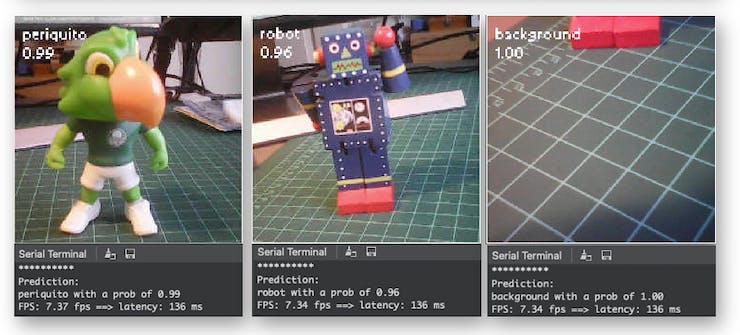 periquito
0.99
Serial Terminal
**********
Prediction:
periquito with a prob of 0.99
FPS: 7.37 fps ==> latency: 136 ms
robot
0.96
Serial Terminal
**********
Prediction:
robot with a prob of 0.96
FPS: 7.34 fps ==> latency: 136 ms
background
1.00
Serial Terminal
**********
Prediction:
background with a prob of 1.00
FPS: 7.34 fps ==> latency: 136 ms